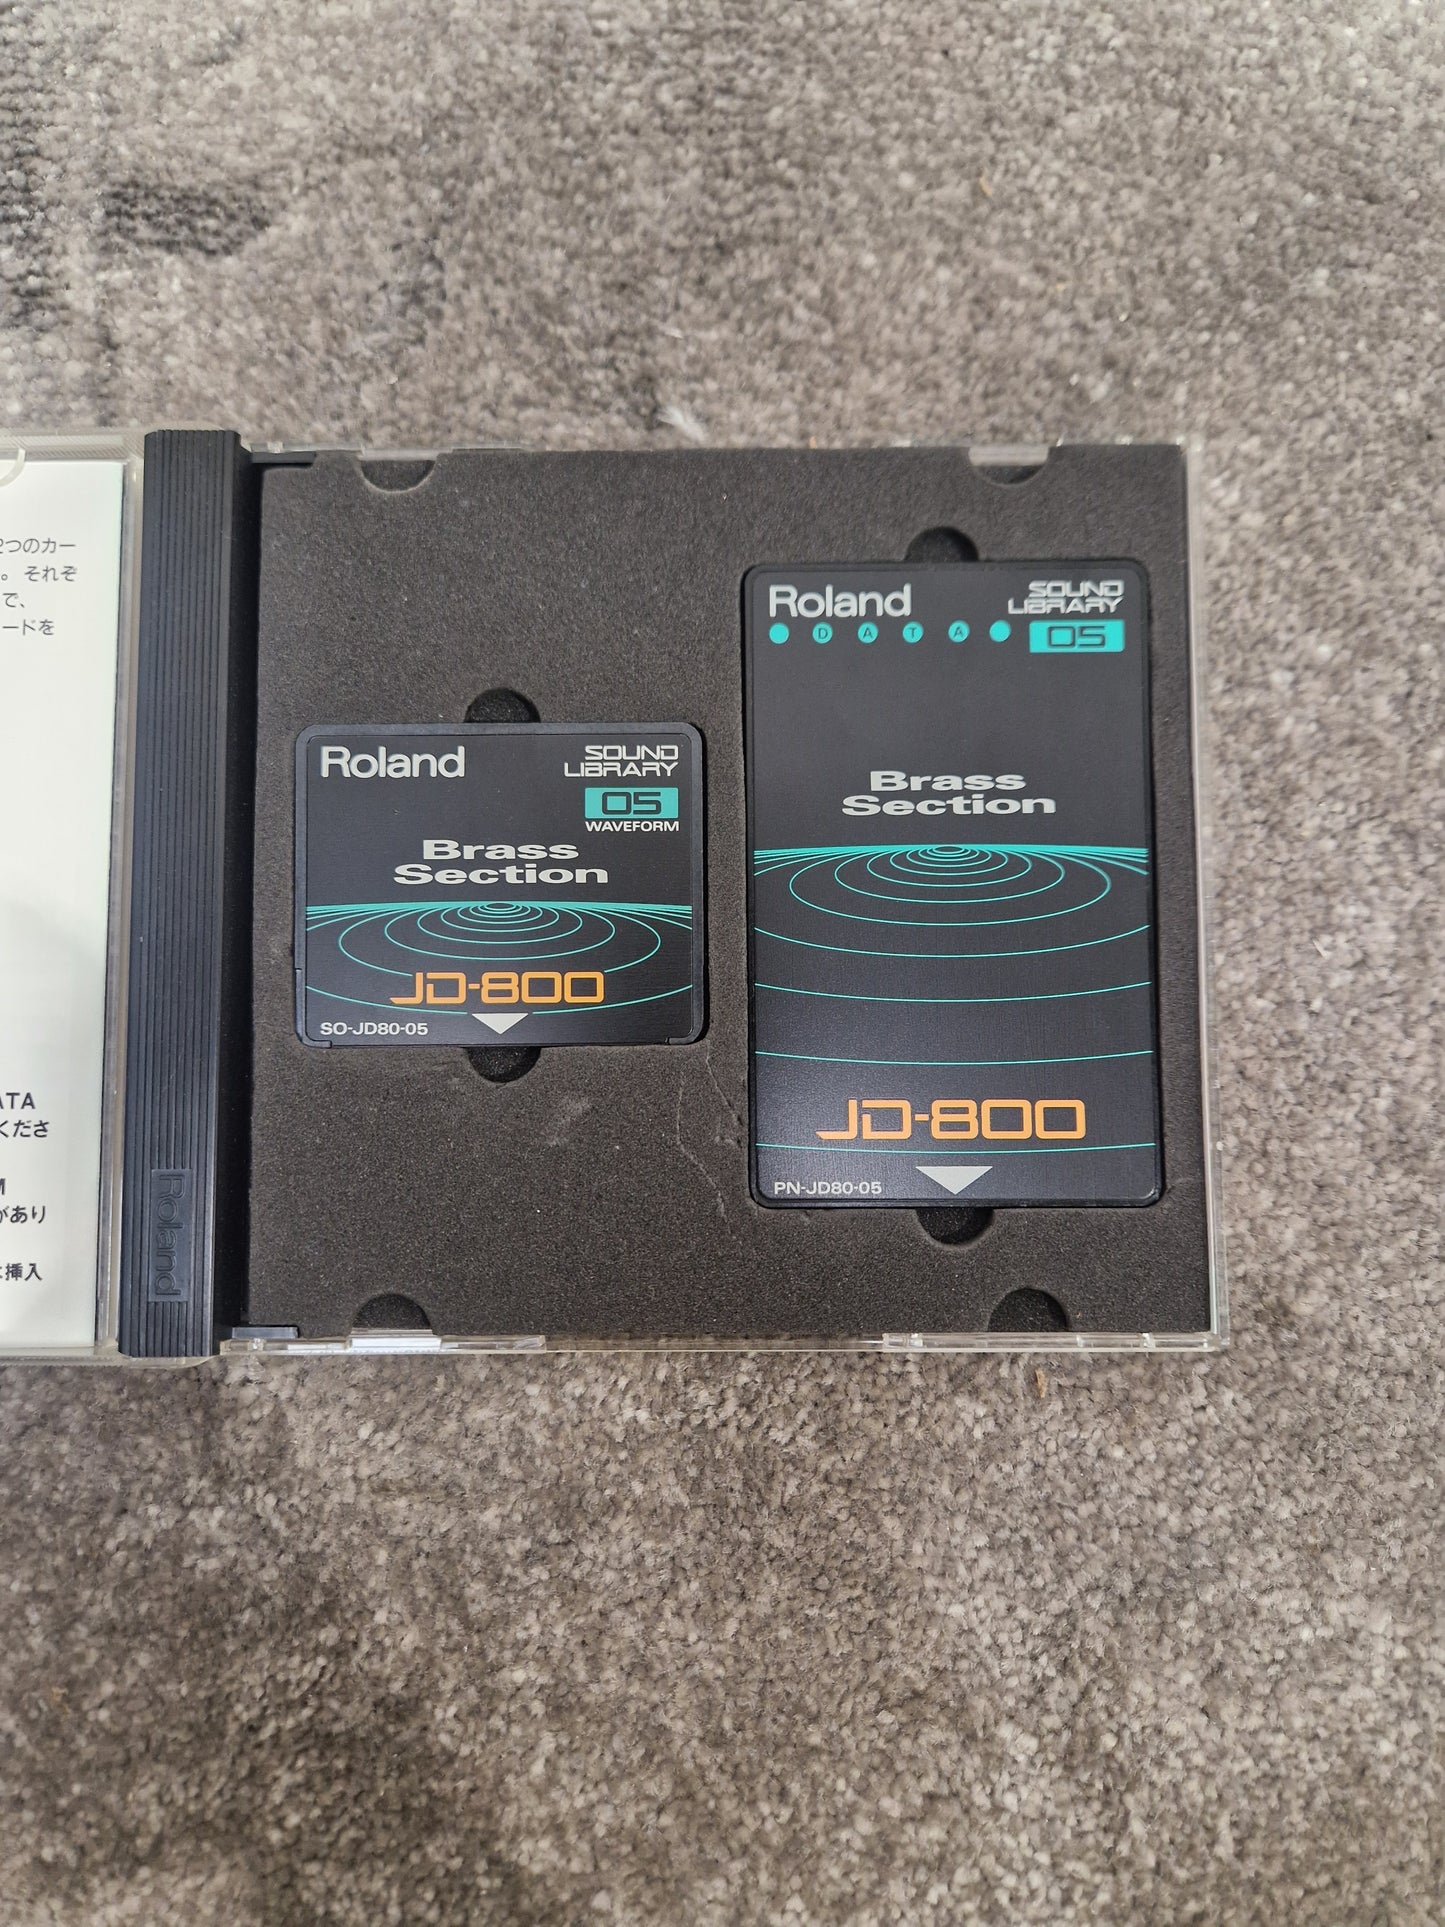 2つのカー
。それぞ
で、
ードを
ATA
くださ
M
があり
に挿入
Roland
Roland
SOUND
LIBRARY
05
WAVEFORM
Brass
Section
JD-800
SO-JD80-05
Roland
SOUND
LIBRARY
DATA
05
Brass
Section
JD-800
PN-JD80-05